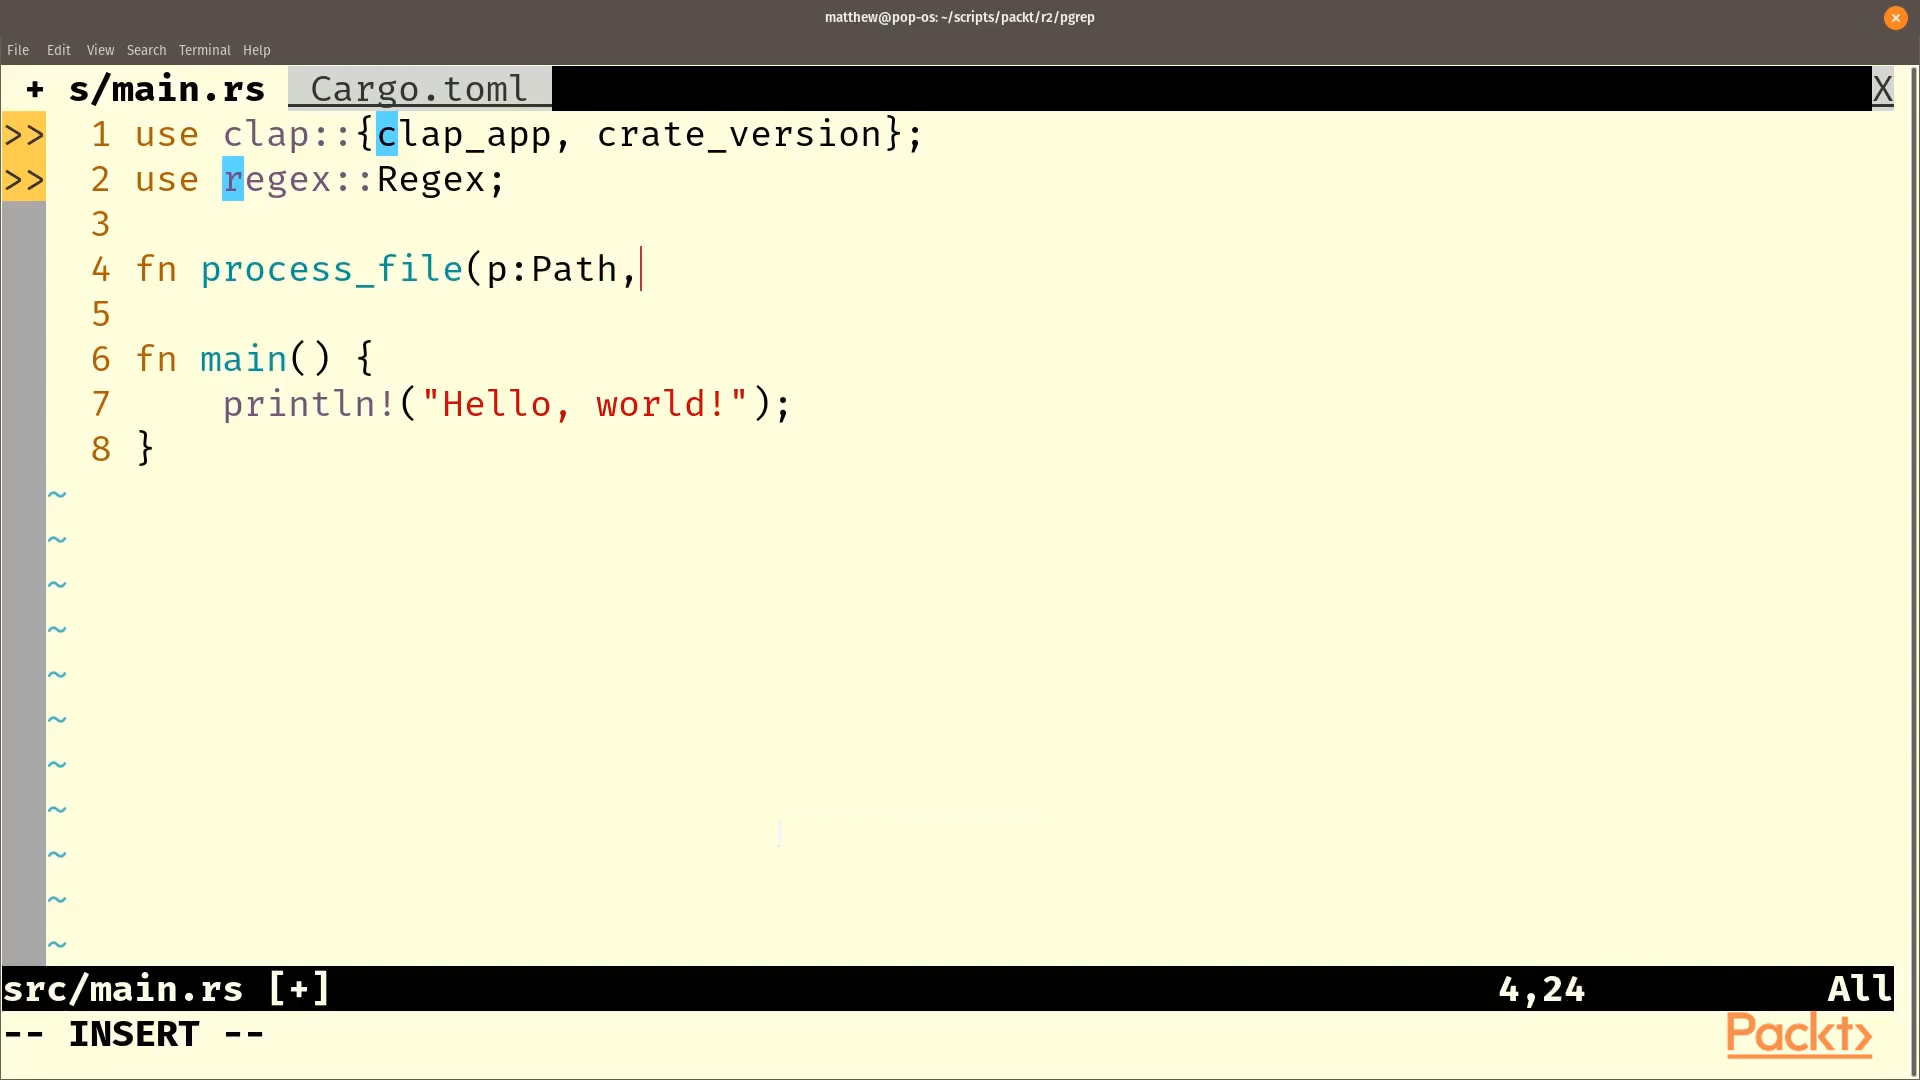 matthew@pop-os: ~/scripts/packt/r2/pgrep
File Edit View Search Terminal Help
+ s/main.rs Cargo.toml X
>> 1 use clap::{clap_app, crate_version};
>> 2 use regex::Regex;
3
4 fn process_file(p:Path,
5
6 fn main() {
7     println!("Hello, world!");
8 }
~
~
~
~
~
~
~
~
~
~
~
src/main.rs [+] 4,24 All
-- INSERT --
Packt>